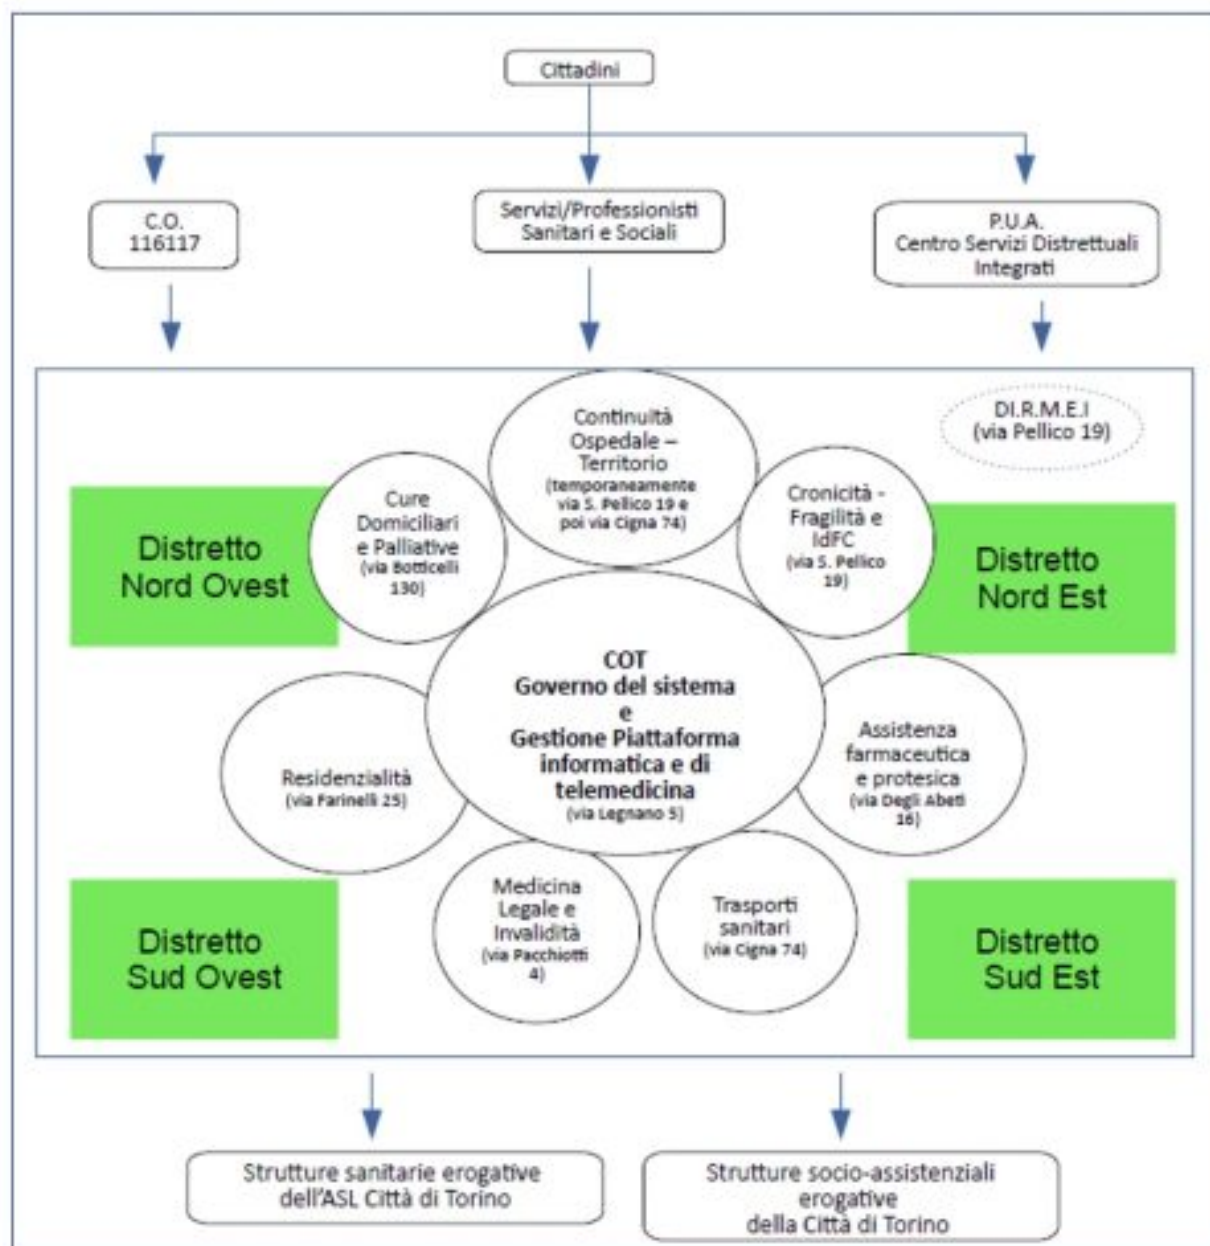 Cittadini
C.O.
116117
Servizi/Professionisti
Sanitari e Sociali
P.U.A.
Centro Servizi Distrettuali
Integrati
DI.R.M.E.I
(via Pellico 19)
Continuità
Ospedale –
Territorio
(temporaneamente
via S. Pellico 19 e
poi via Cigna 74)
Cure
Domiciliari
e Palliative
(via Botticelli
130)
Cronicità -
Fragilità e
IdFC
(via S. Pellico
19)
Distretto
Nord Ovest
Distretto
Nord Est
COT
Governo del sistema
e
Gestione Piattaforma
informatica e di
telemedicina
(via Legnano 5)
Residenzialità
(via Farinelli 25)
Assistenza
farmaceutica
e protesica
(via Degli Abeti
16)
Medicina
Legale e
Invalidità
(via Pacchiotti
4)
Trasporti
sanitari
(via Cigna 74)
Distretto
Sud Ovest
Distretto
Sud Est
Strutture sanitarie erogative
dell'ASL Città di Torino
Strutture socio-assistenziali
erogative
della Città di Torino